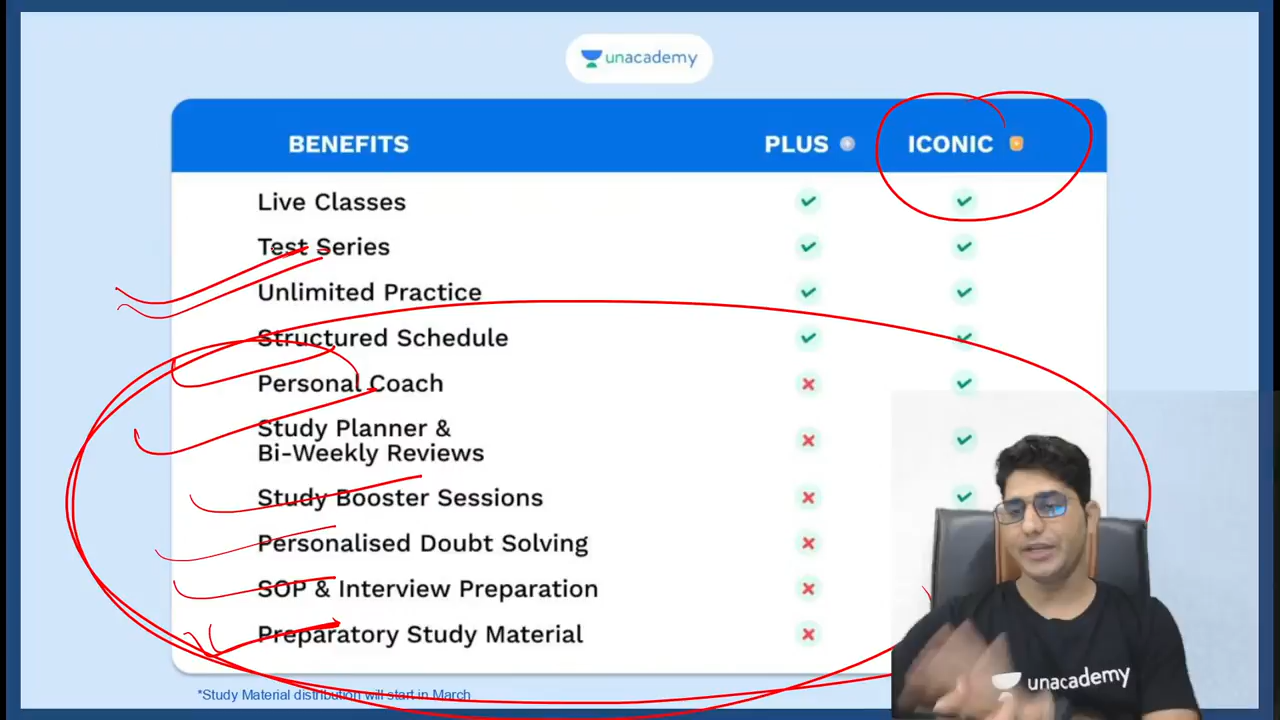 unacademy
BENEFITS PLUS ICONIC
Live Classes
Test Series
Unlimited Practice
Structured Schedule
Personal Coach
Study Planner &
Bi-Weekly Reviews
Study Booster Sessions
Personalised Doubt Solving
SOP & Interview Preparation
Preparatory Study Material
*Study Material distribution will start in March
unacademy